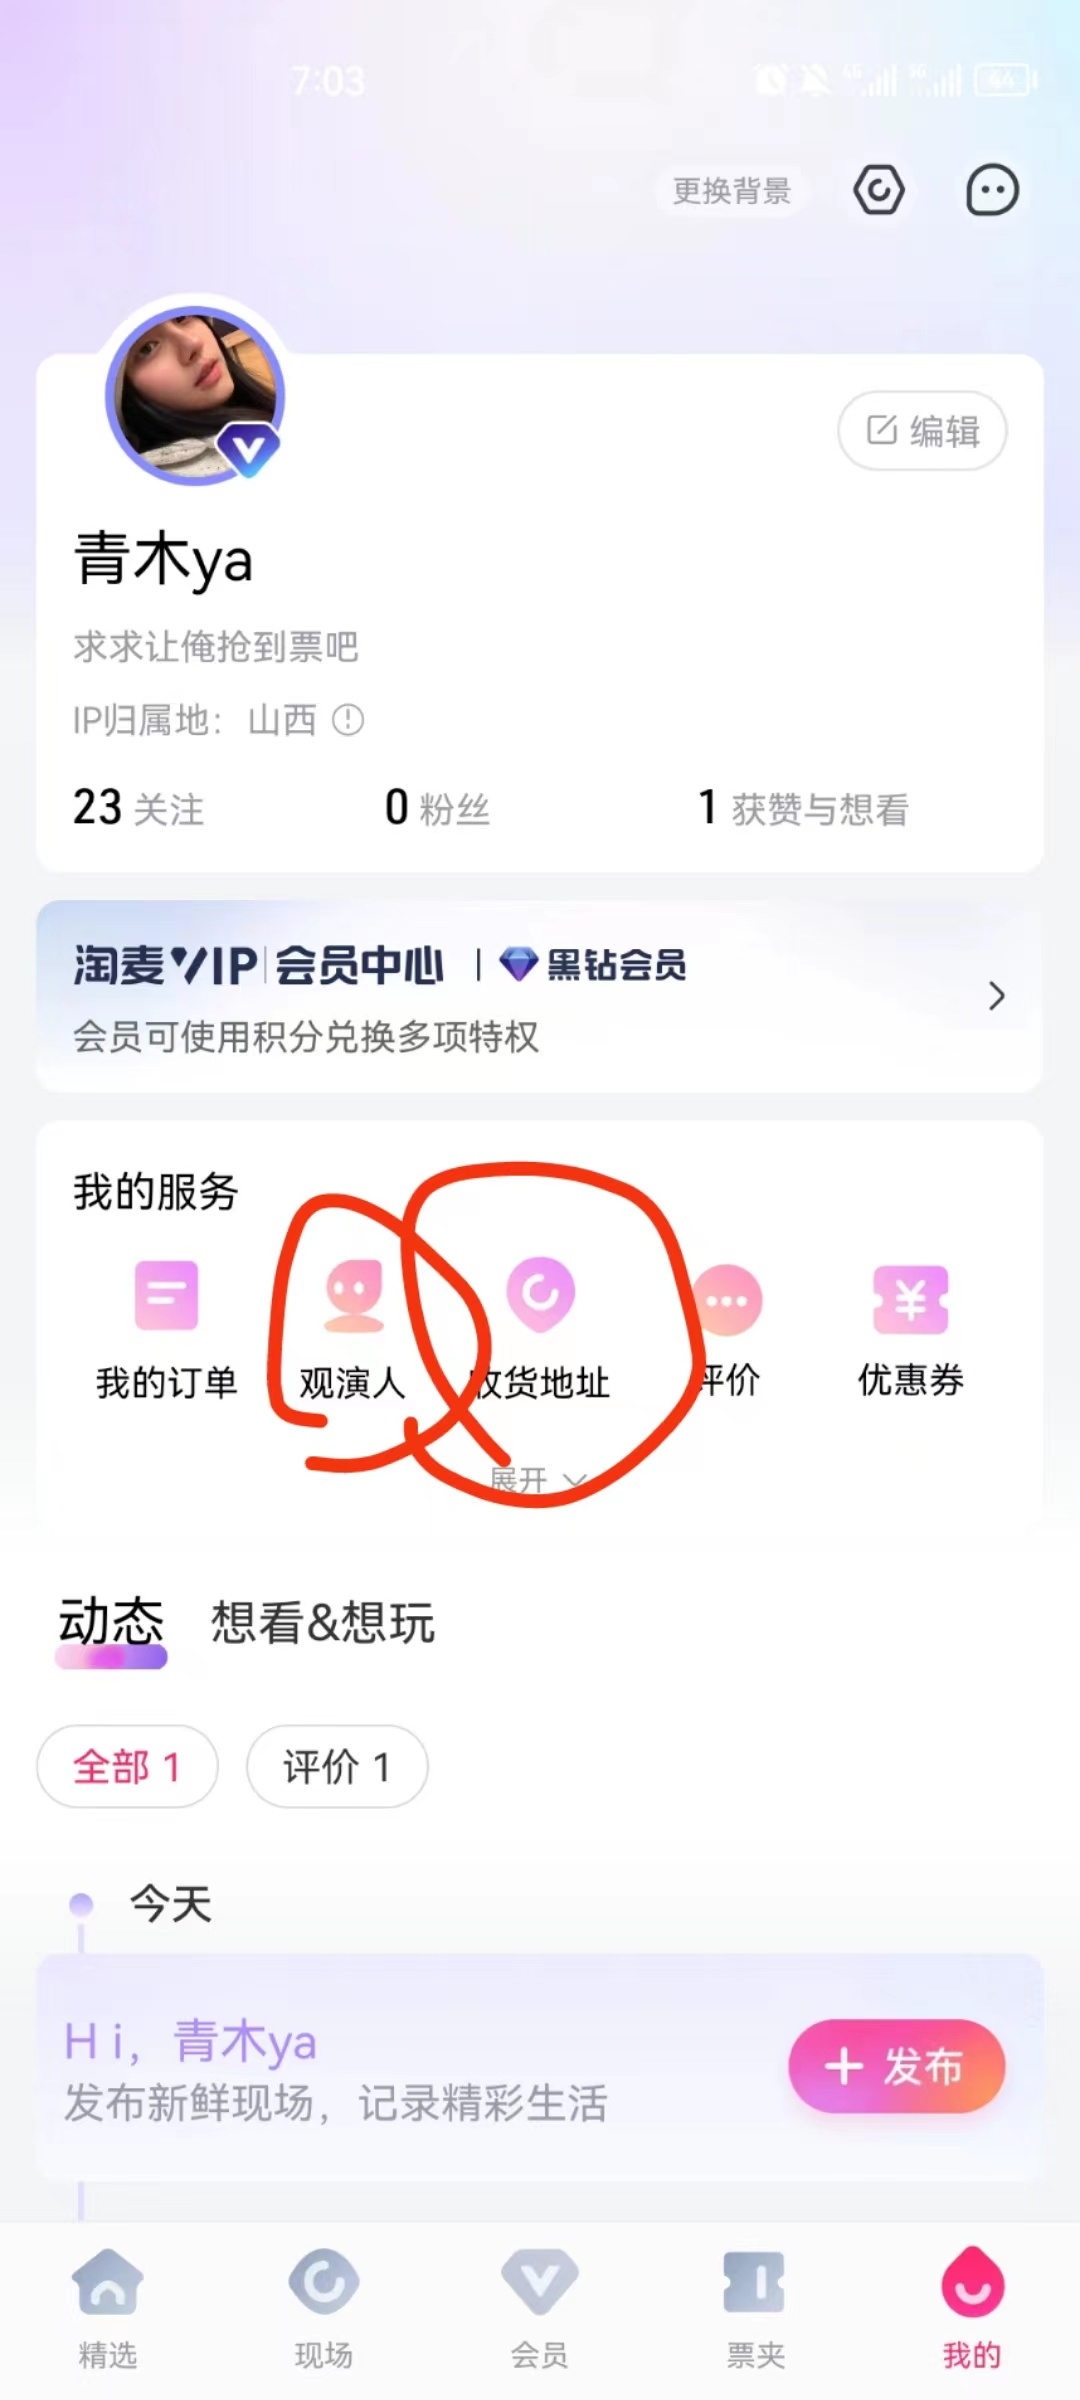 7:03
4G 5G 44
更换背景
编辑
青木ya
求求让俺抢到票吧
IP归属地： 山西
23 关注 0 粉丝 1 获赞与想看
淘麦VIP 会员中心 | 黑钻会员
会员可使用积分兑换多项特权
我的服务
我的订单 观演人 收货地址 评价 优惠券
展开
动态 想看&想玩
全部 1 评价 1
今天
Hi，青木ya
发布新鲜现场，记录精彩生活
+ 发布
精选 现场 会员 票夹 我的